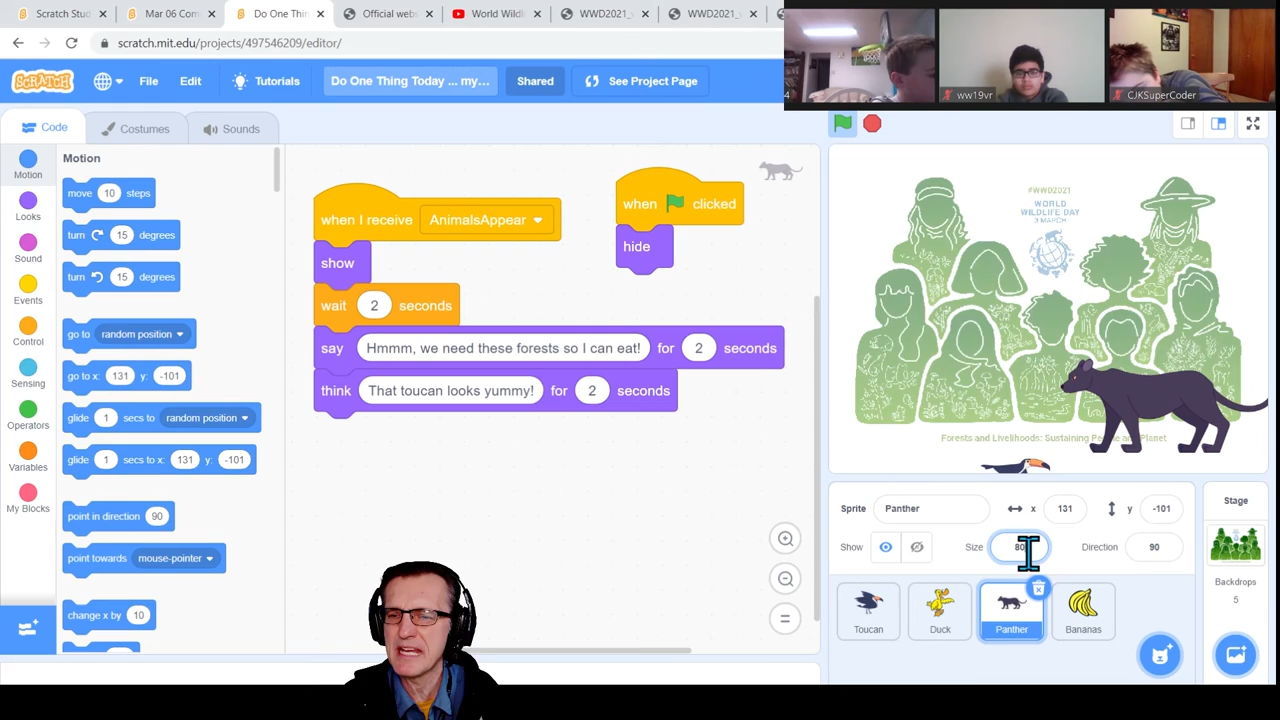 Scratch Stud
Mar 06 Com
Do One Thin
Official web
World Wildl
WWD2021_
WWD2021_
scratch.mit.edu/projects/497546209/editor/
SCRATCH
File
Edit
Tutorials
Do One Thing Today ... my...
Shared
See Project Page
4
ww19vr
CJKSuperCoder
Code
Costumes
Sounds
Motion
Looks
Sound
Events
Control
Sensing
Operators
Variables
My Blocks
Motion
move 10 steps
turn 15 degrees
turn 15 degrees
go to random position
go to x: 131 y: -101
glide 1 secs to random position
glide 1 secs to x: 131 y: -101
point in direction 90
point towards mouse-pointer
change x by 10
when I receive AnimalsAppear
show
wait 2 seconds
say Hmmm, we need these forests so I can eat! for 2 seconds
think That toucan looks yummy! for 2 seconds
when clicked
hide
#WWD2021
WORLD
WILDLIFE DAY
3 MARCH
Forests and Livelihoods: Sustaining People and Planet
Sprite Panther x 131 y -101
Show Size 80 Direction 90
Toucan
Duck
Panther
Bananas
Stage
Backdrops
5